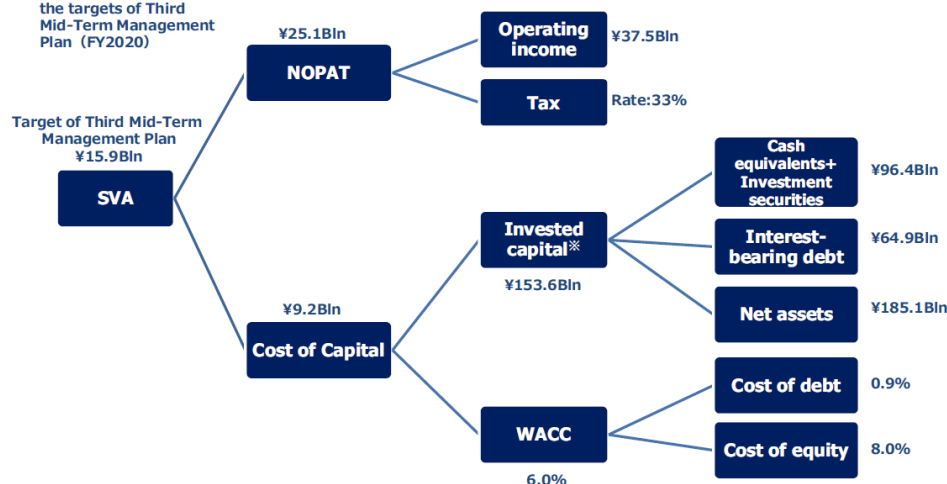 the targets of Third
Mid-Term Management
Plan（FY2020）
¥25.1Bln
NOPAT
Operating
income
¥37.5Bln
Tax
Rate:33%
Target of Third Mid-Term
Management Plan
¥15.9Bln
SVA
Cash
equivalents+
Investment
securities
¥96.4Bln
Invested
capital※
¥153.6Bln
Interest-
bearing debt
¥64.9Bln
Net assets
¥185.1Bln
¥9.2Bln
Cost of Capital
Cost of debt
0.9%
WACC
6.0%
Cost of equity
8.0%